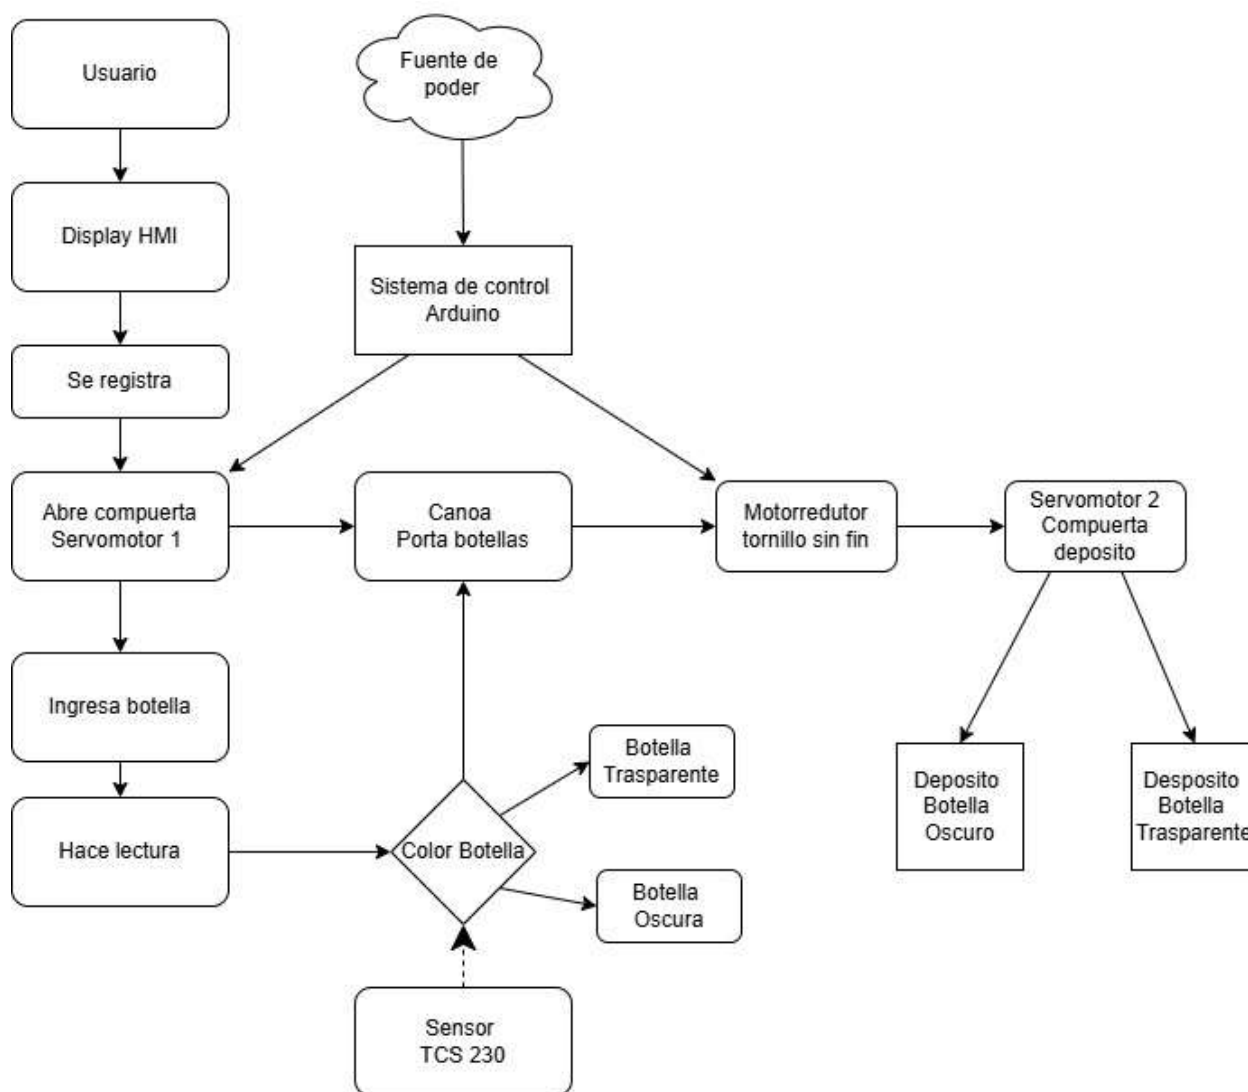 Usuario
Fuente de
poder
Display HMI
Sistema de control
Arduino
Se registra
Abre compuerta
Servomotor 1
Canoa
Porta botellas
Motorredutor
tornillo sin fin
Servomotor 2
Compuerta
deposito
Ingresa botella
Botella
Trasparente
Deposito
Botella
Oscuro
Desposito
Botella
Trasparente
Hace lectura
Color Botella
Botella
Oscura
Sensor
TCS 230